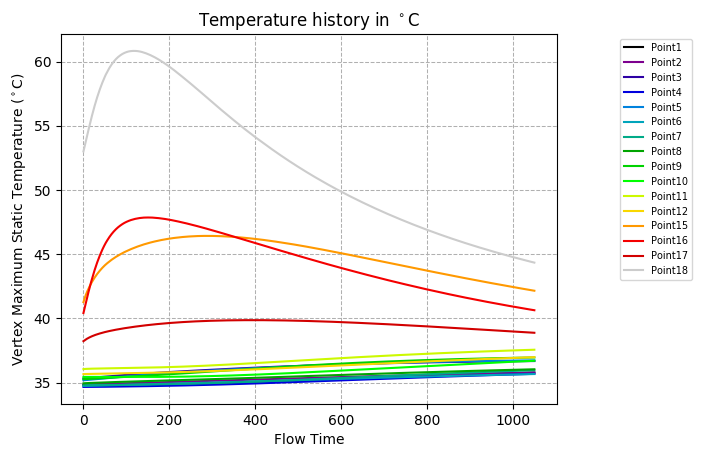 Temperature history in °C
Vertex Maximum Static Temperature (°C)
60
55
50
45
40
35
0 200 400 600 800 1000
Flow Time
Point1
Point2
Point3
Point4
Point5
Point6
Point7
Point8
Point9
Point10
Point11
Point12
Point15
Point16
Point17
Point18